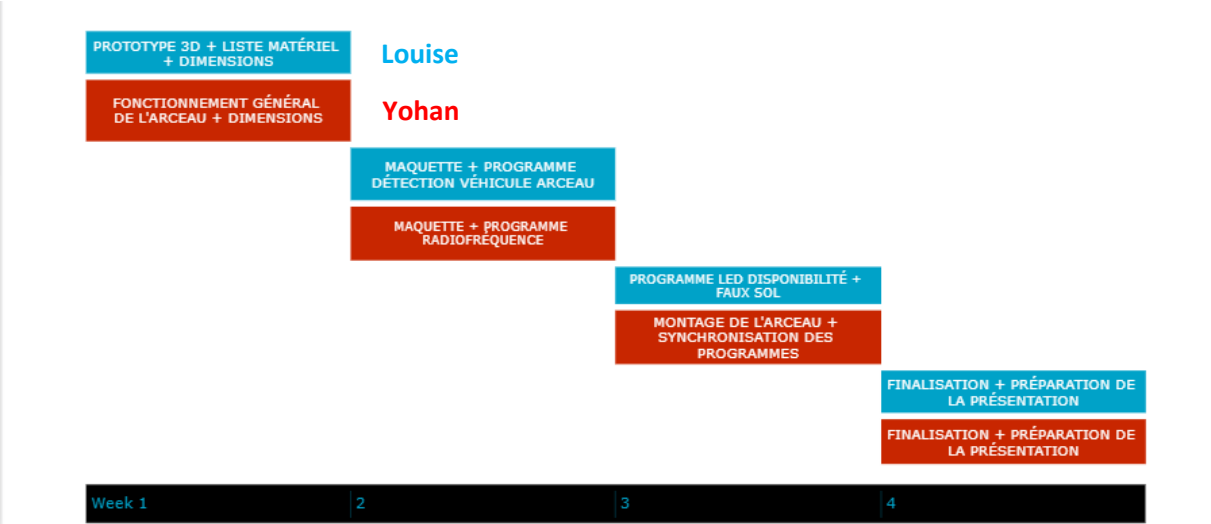 PROTOTYPE 3D + LISTE MATÉRIEL
+ DIMENSIONS
Louise
FONCTIONNEMENT GÉNÉRAL
DE L'ARCEAU + DIMENSIONS
Yohan
MAQUETTE + PROGRAMME
DÉTECTION VÉHICULE ARCEAU
MAQUETTE + PROGRAMME
RADIOFRÉQUENCE
PROGRAMME LED DISPONIBILITÉ +
FAUX SOL
MONTAGE DE L'ARCEAU +
SYNCHRONISATION DES
PROGRAMMES
FINALISATION + PRÉPARATION DE
LA PRÉSENTATION
FINALISATION + PRÉPARATION DE
LA PRÉSENTATION
Week 1 2 3 4